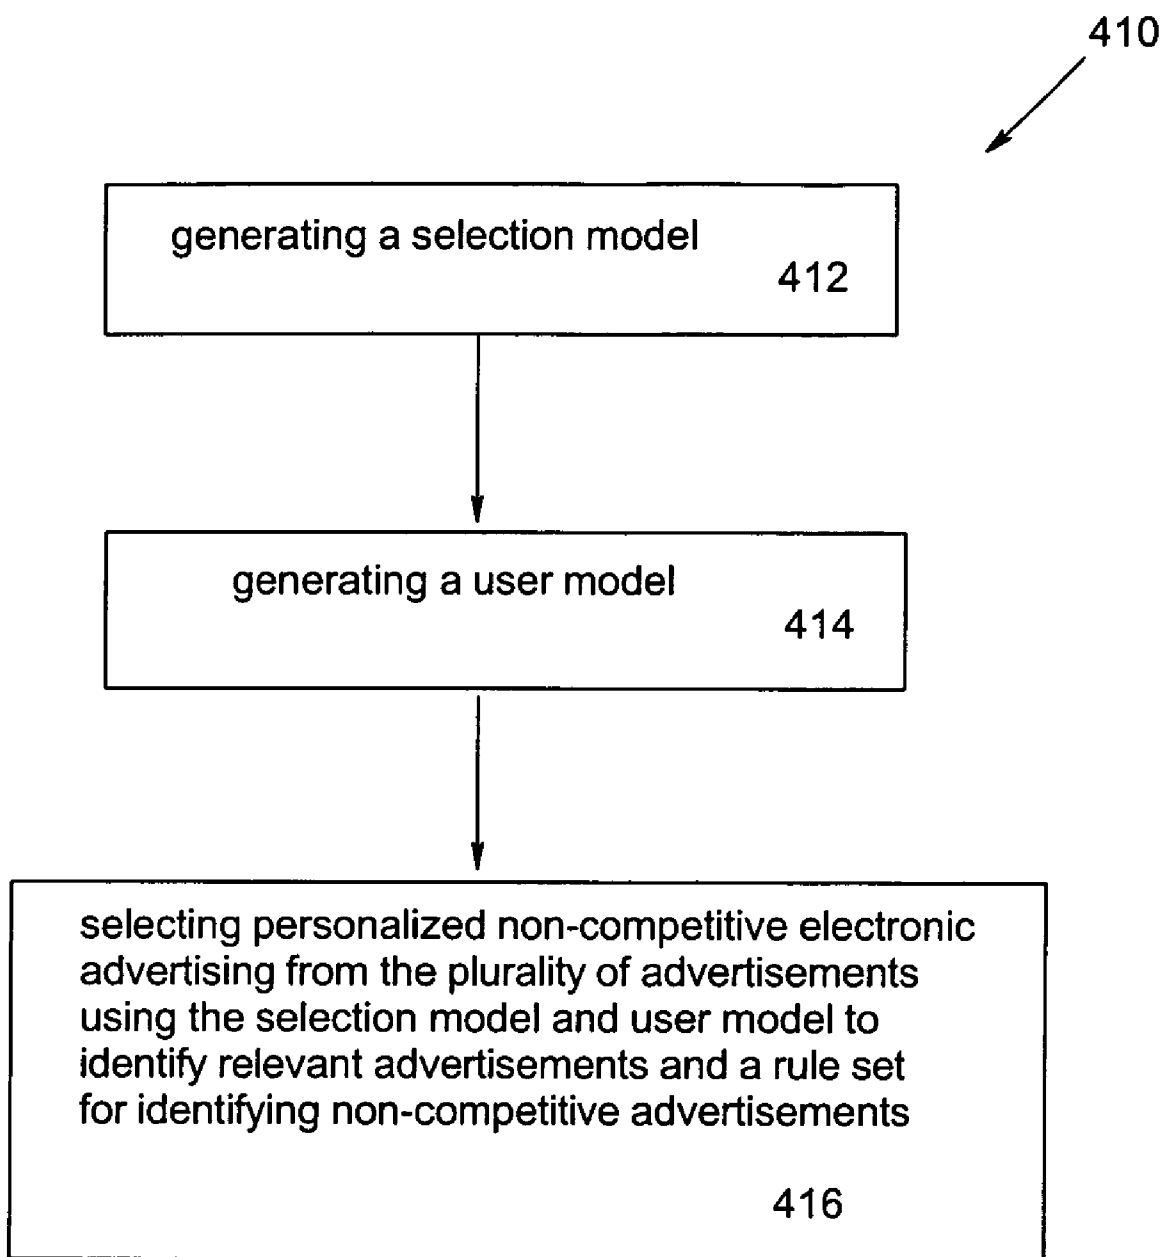 410
generating a selection model
412
generating a user model
414
selecting personalized non-competitive electronic
advertising from the plurality of advertisements
using the selection model and user model to
identify relevant advertisements and a rule set
for identifying non-competitive advertisements
416